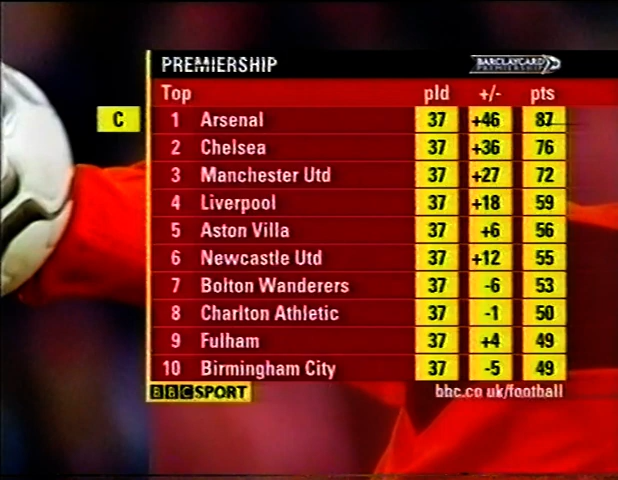 PREMIERSHIP BARCLAYCARD PREMIERSHIP
Top pld +/- pts
C 1 Arsenal 37 +46 87
2 Chelsea 37 +36 76
3 Manchester Utd 37 +27 72
4 Liverpool 37 +18 59
5 Aston Villa 37 +6 56
6 Newcastle Utd 37 +12 55
7 Bolton Wanderers 37 -6 53
8 Charlton Athletic 37 -1 50
9 Fulham 37 +4 49
10 Birmingham City 37 -5 49
BBC SPORT bbc.co.uk/football